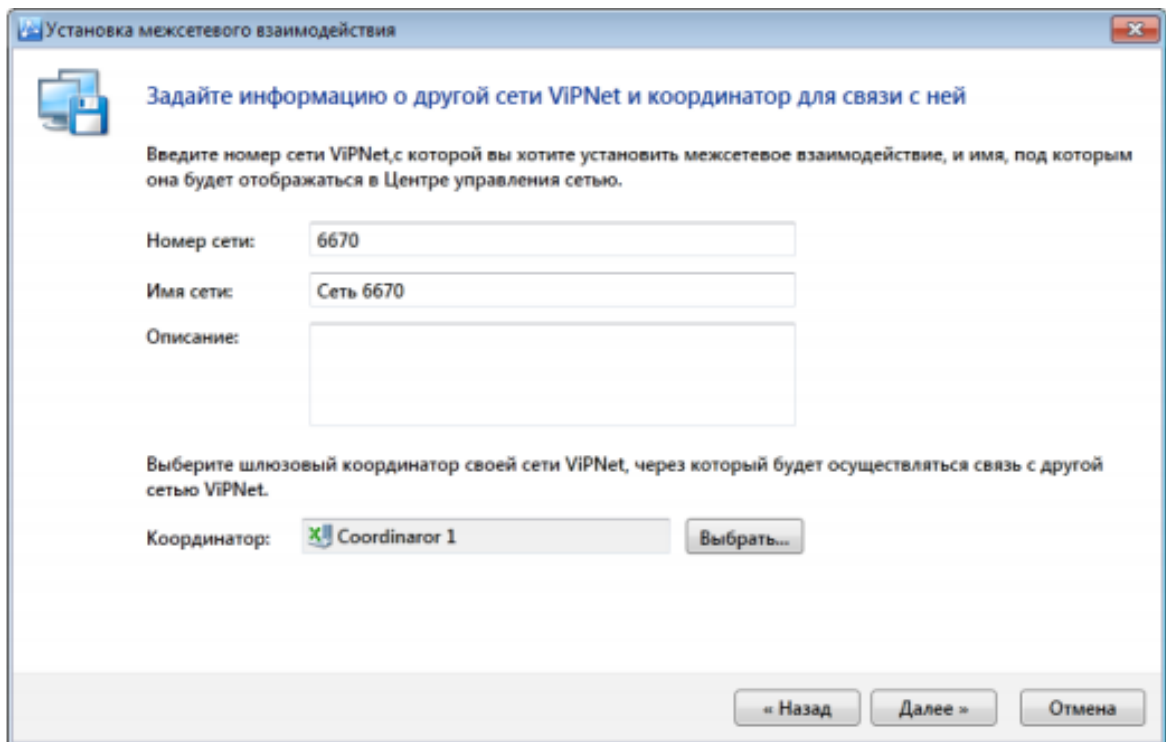 Установка межсетевого взаимодействия
Задайте информацию о другой сети ViPNet и координатор для связи с ней
Введите номер сети ViPNet,с которой вы хотите установить межсетевое взаимодействие, и имя, под которым
она будет отображаться в Центре управления сетью.
Номер сети: 6670
Имя сети: Сеть 6670
Описание:
Выберите шлюзовый координатор своей сети ViPNet, через который будет осуществляться связь с другой
сетью ViPNet.
Координатор: Coordinaror 1 Выбрать...
« Назад Далее » Отмена